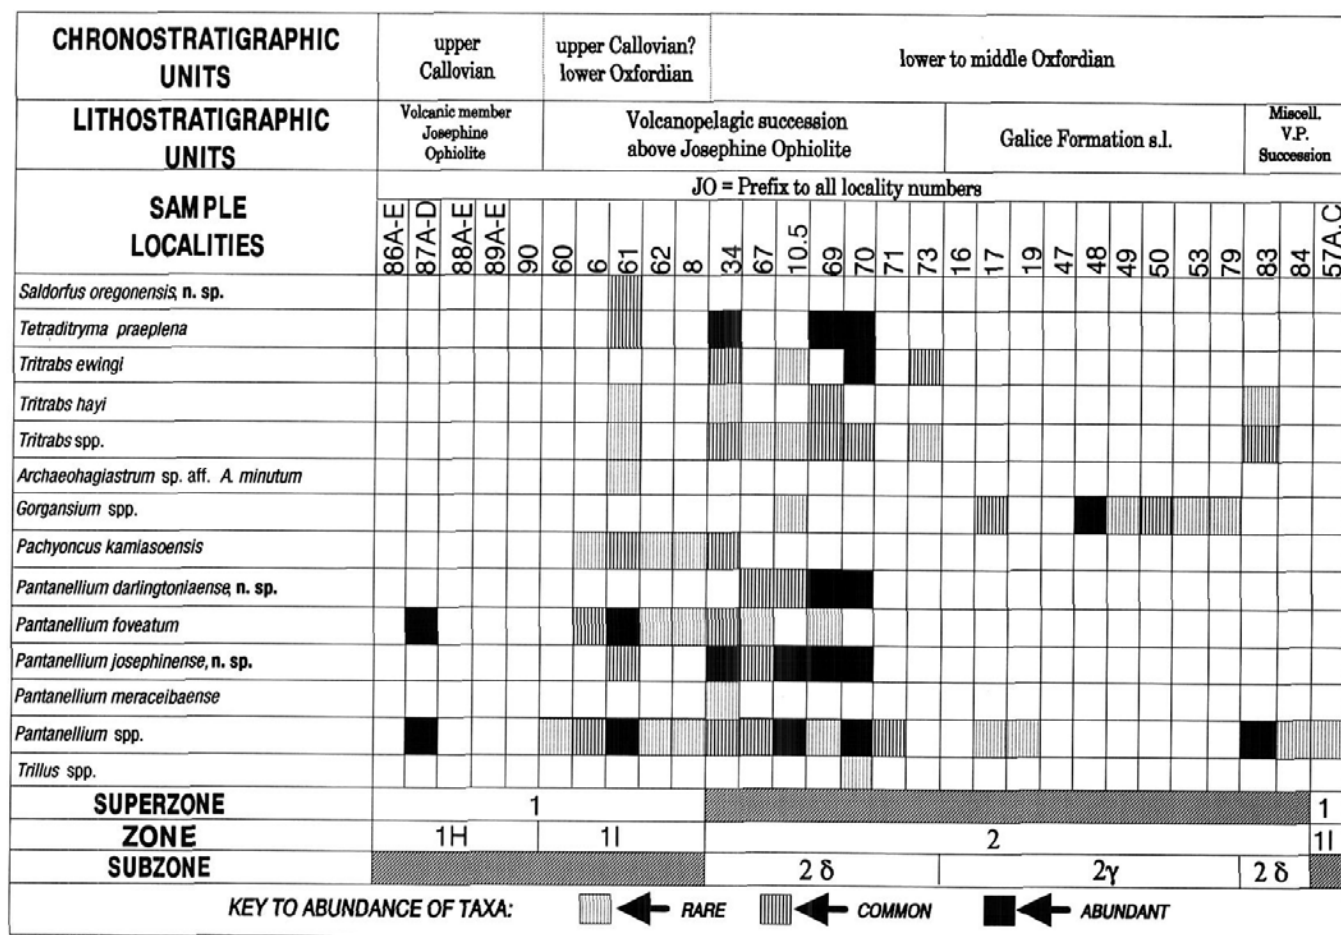 CHRONOSTRATIGRAPHIC
UNITS
upper
Callovian
upper Callovian?
lower Oxfordian
lower to middle Oxfordian
LITHOSTRATIGRAPHIC
UNITS
Volcanic member
Josephine
Ophiolite
Volcanopelagic succession
above Josephine Ophiolite
Galice Formation s.l.
Miscell.
V.P.
Succession
SAMPLE
LOCALITIES
JO = Prefix to all locality numbers
86A-E
87A-D
88A-E
89A-E
90
60
6
61
62
8
34
67
10.5
69
70
71
73
16
17
19
47
48
49
50
53
79
83
84
57A,C
Saldorfus oregonensis, n. sp.
Tetraditryma praeplena
Tritrabs ewingi
Tritrabs hayi
Tritrabs spp.
Archaeohagiastrum sp. aff. A. minutum
Gorgansium spp.
Pachyoncus kamiasoensis
Pantanellium darlingtoniaense, n. sp.
Pantanellium foveatum
Pantanellium josephinense, n. sp.
Pantanellium meraceibaense
Pantanellium spp.
Trillus spp.
SUPERZONE 1 1
ZONE 1H 1I 2 1I
SUBZONE 2 δ 2γ 2 δ
KEY TO ABUNDANCE OF TAXA: RARE COMMON ABUNDANT